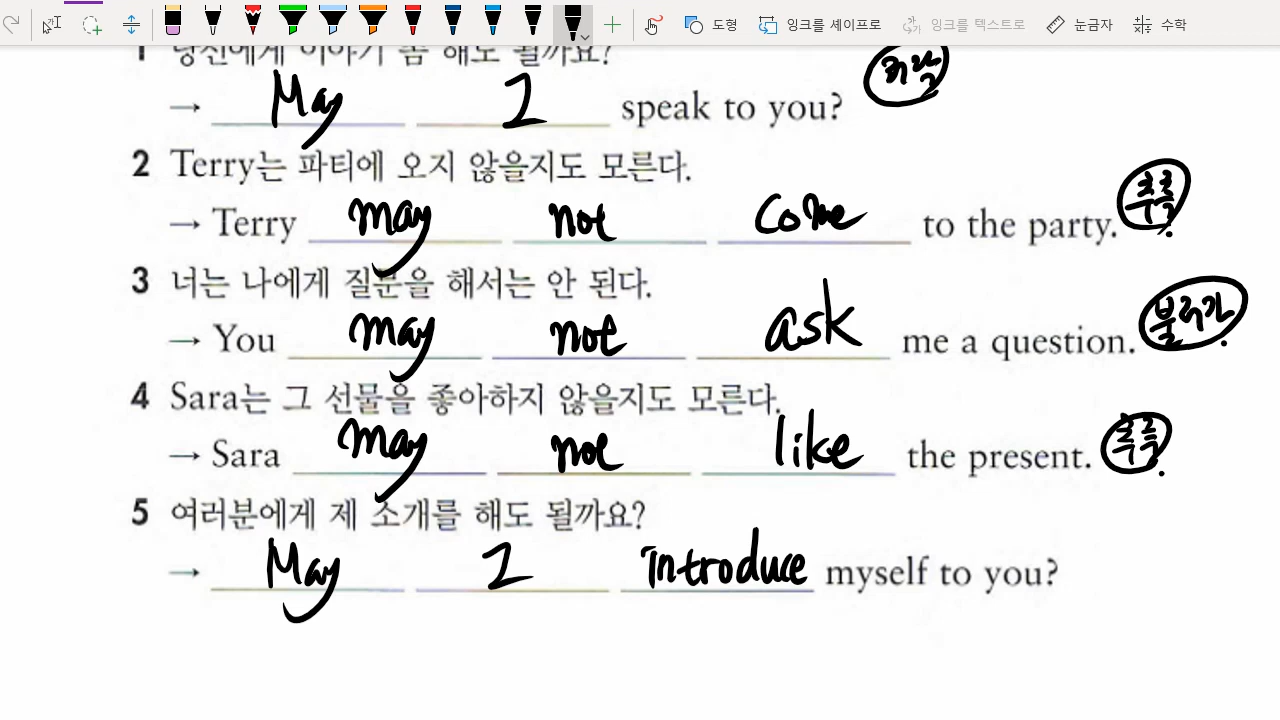 도형 잉크를 셰이프로 잉크를 텍스트로 눈금자 수학
1 당신에게 이야기 좀 해도 될까요?
허락
→ May I speak to you?
2 Terry는 파티에 오지 않을지도 모른다.
→ Terry may not come to the party. 추측
3 너는 나에게 질문을 해서는 안 된다.
→ You may not ask me a question. 불허가
4 Sara는 그 선물을 좋아하지 않을지도 모른다.
→ Sara may not like the present. 추측
5 여러분에게 제 소개를 해도 될까요?
→ May I introduce myself to you?